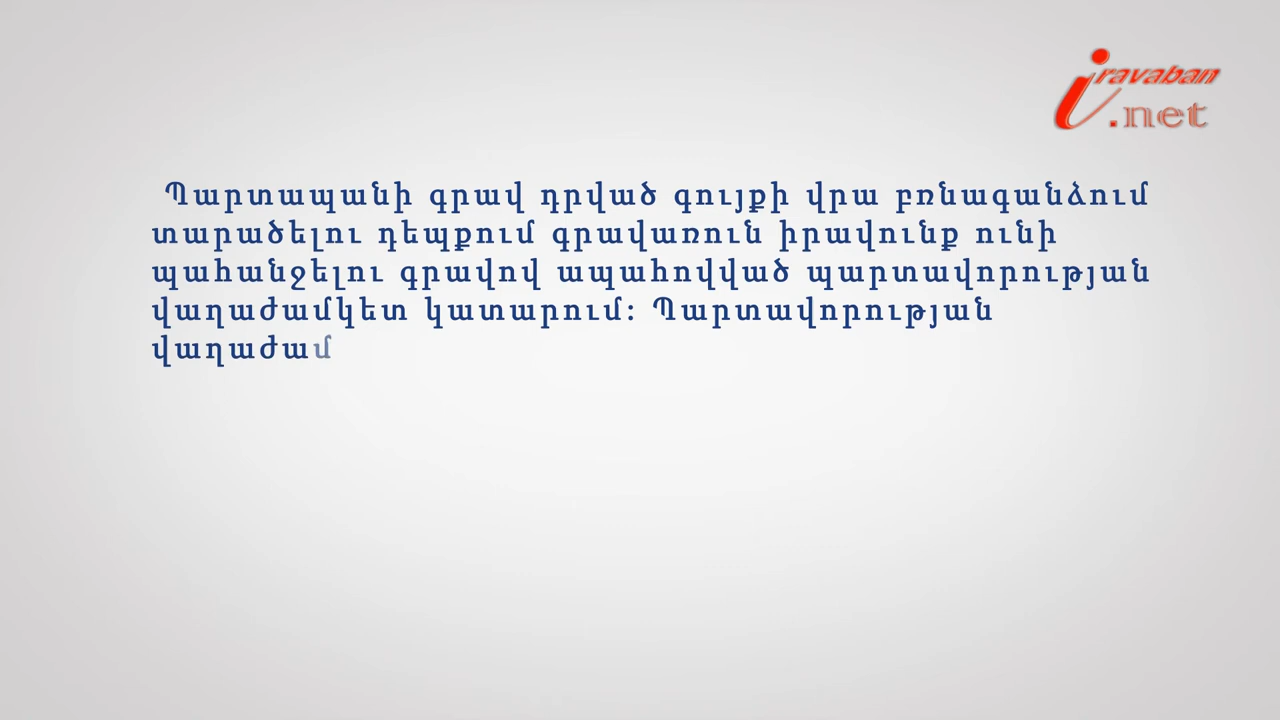 iravaban
.net
Պարտապանի գրավ դրված գույքի վրա բռնագանձում
տարածելու դեպքում գրավառուն իրավունք ունի
պահանջելու գրավով ապահովված պարտավորության
վաղաժամկետ կատարում: Պարտավորության
վաղաժամ